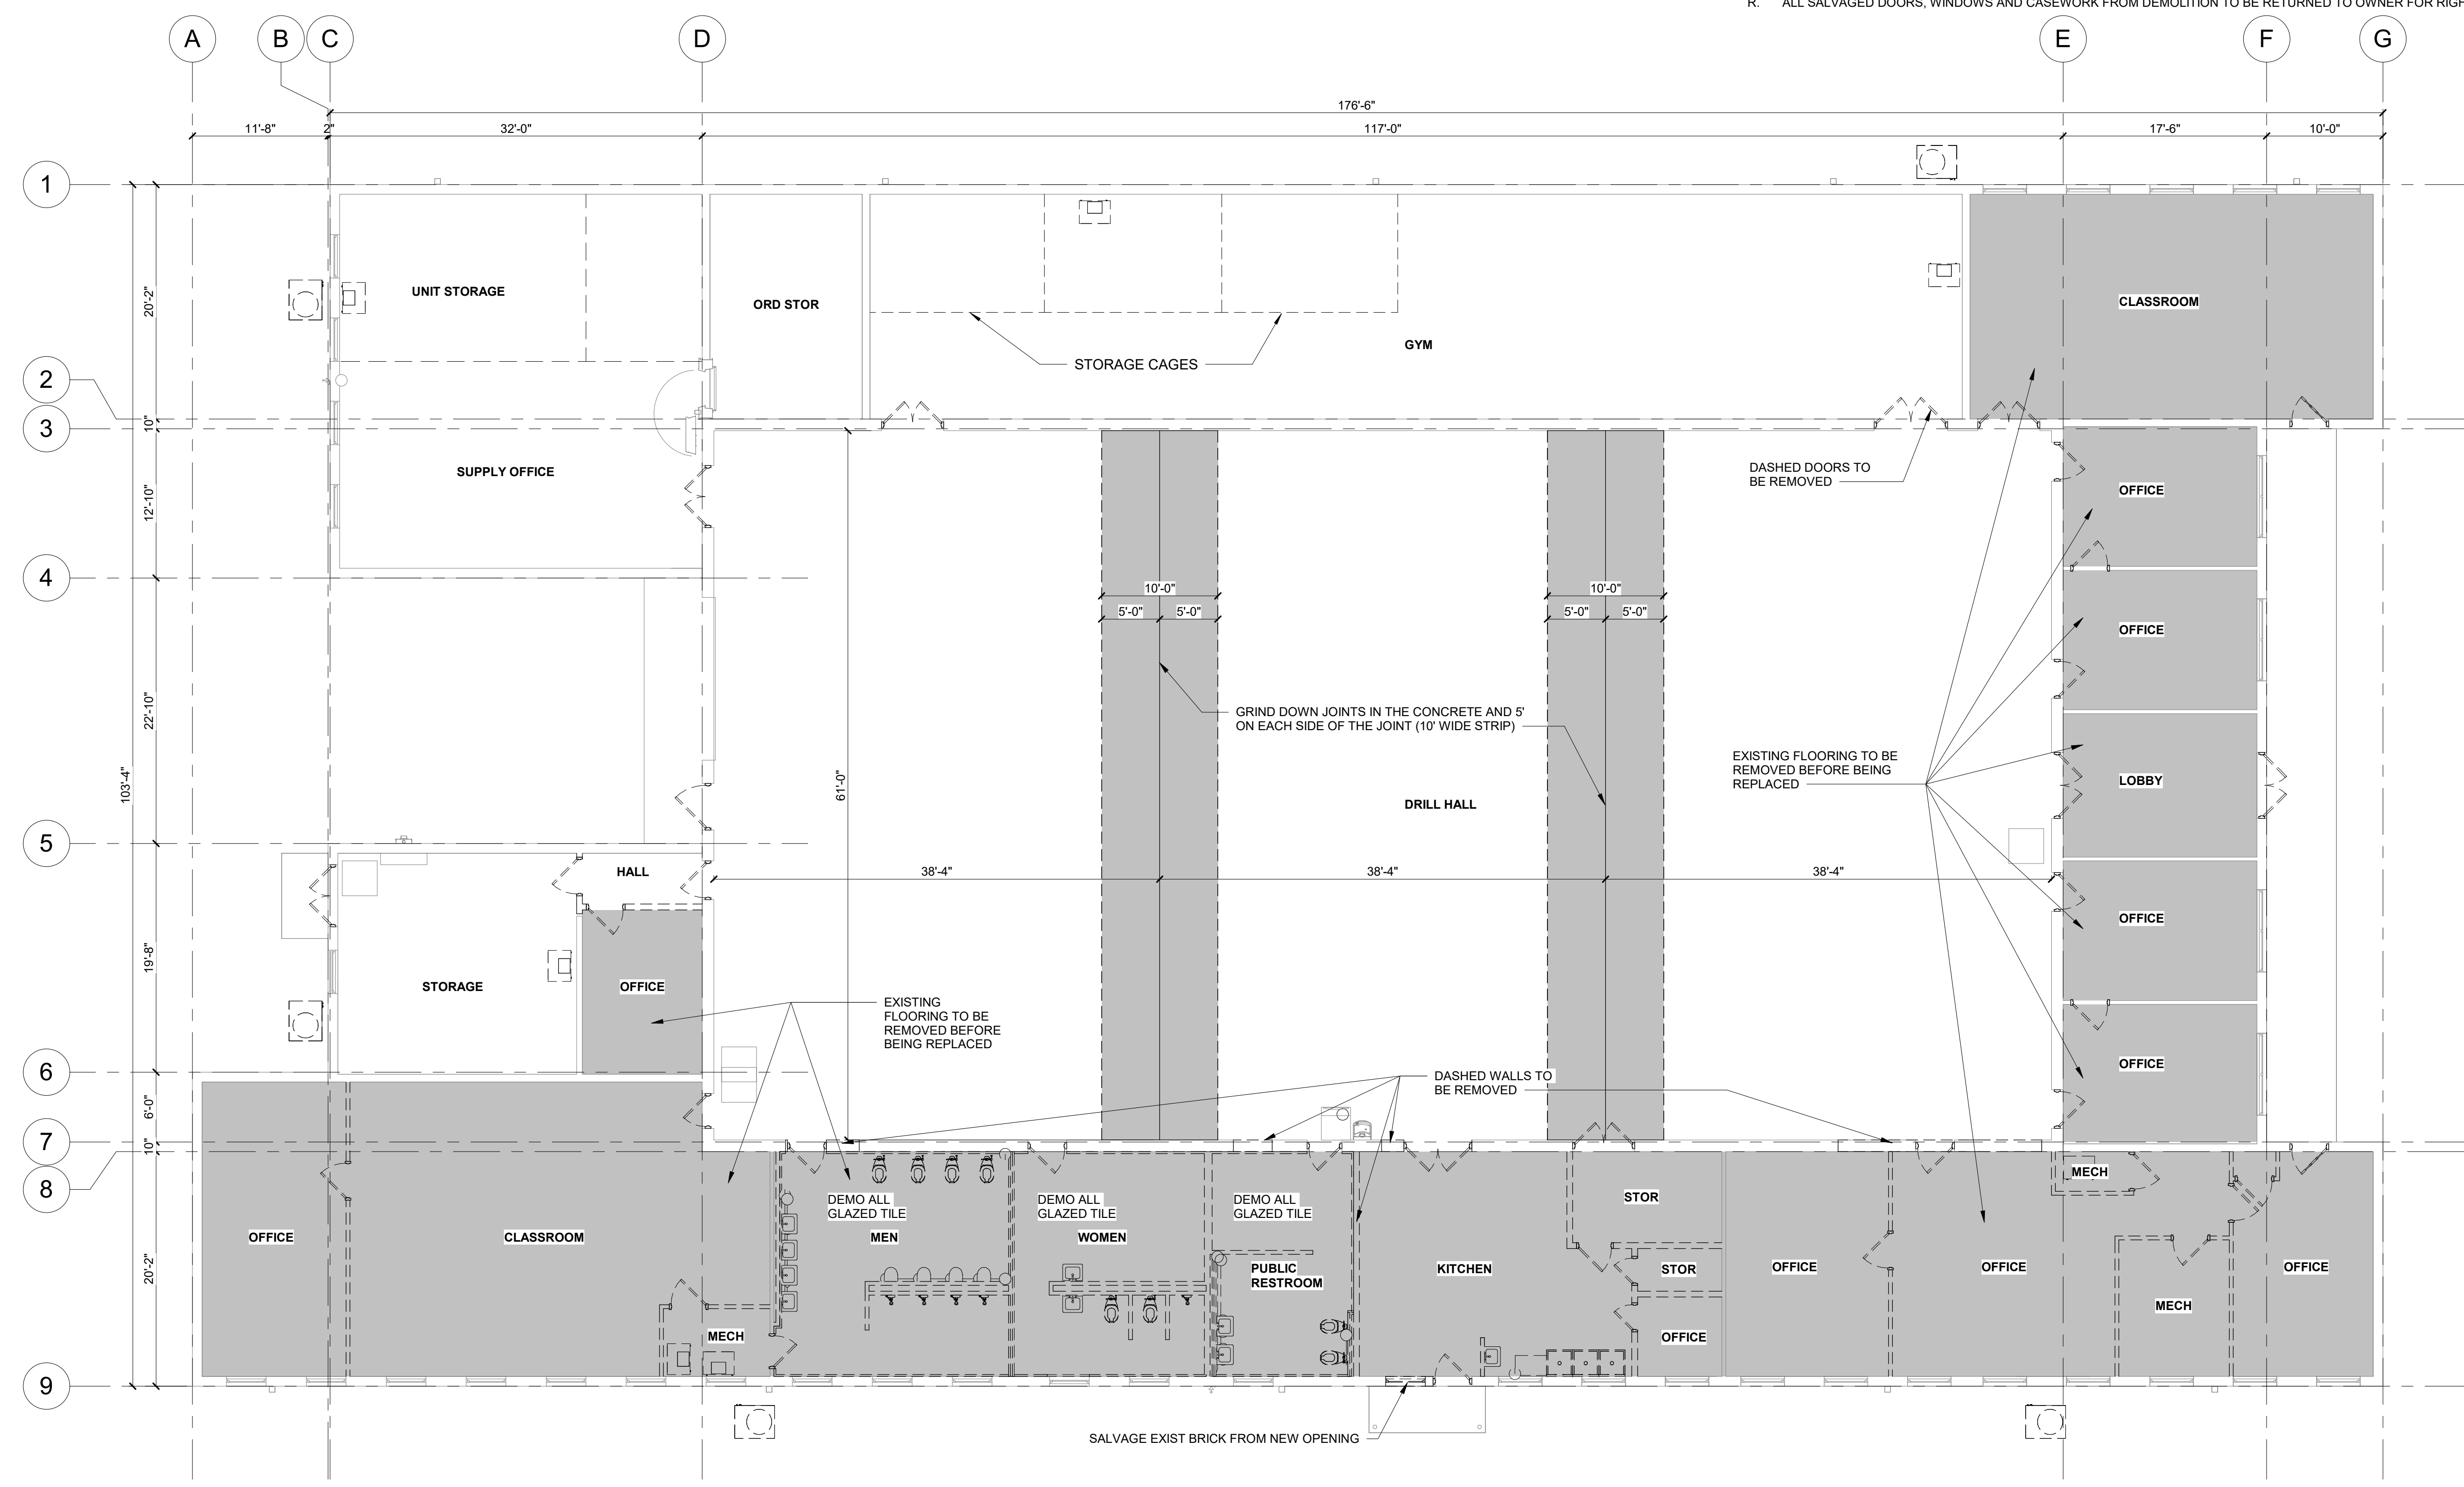 R. ALL SALVAGED DOORS, WINDOWS AND CASEWORK FROM DEMOLITION TO BE RETURNED TO OWNER FOR RIGH
A
B
C
D
E
F
G
176'-6"
11'-8"
2"
32'-0"
117'-0"
17'-6"
10'-0"
1
2
3
4
5
6
7
8
9
103'-4"
20'-2"
10"
12'-10"
22'-10"
19'-8"
6'-0"
10"
20'-2"
UNIT STORAGE
ORD STOR
CLASSROOM
GYM
STORAGE CAGES
SUPPLY OFFICE
DASHED DOORS TO
BE REMOVED
OFFICE
10'-0"
5'-0"
5'-0"
10'-0"
5'-0"
5'-0"
OFFICE
GRIND DOWN JOINTS IN THE CONCRETE AND 5'
ON EACH SIDE OF THE JOINT (10' WIDE STRIP)
61'-0"
EXISTING FLOORING TO BE
REMOVED BEFORE BEING
REPLACED
LOBBY
DRILL HALL
HALL
38'-4"
38'-4"
38'-4"
OFFICE
STORAGE
OFFICE
EXISTING
FLOORING TO BE
REMOVED BEFORE
BEING REPLACED
OFFICE
DASHED WALLS TO
BE REMOVED
MECH
DEMO ALL
GLAZED TILE
DEMO ALL
GLAZED TILE
DEMO ALL
GLAZED TILE
STOR
OFFICE
CLASSROOM
MEN
WOMEN
PUBLIC
RESTROOM
KITCHEN
STOR
OFFICE
OFFICE
OFFICE
MECH
MECH
OFFICE
SALVAGE EXIST BRICK FROM NEW OPENING